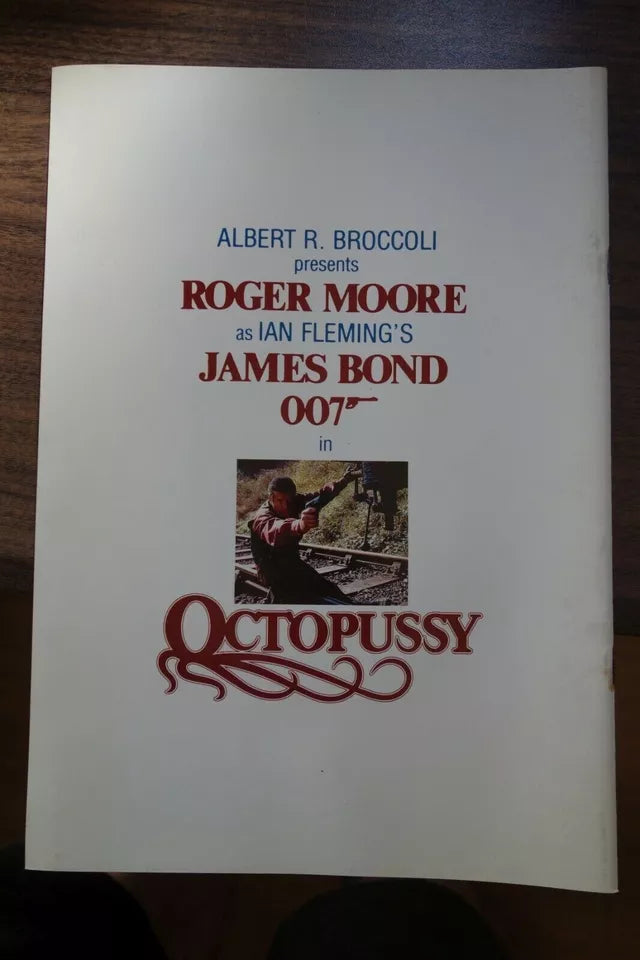 ALBERT R. BROCCOLI
presents
ROGER MOORE
as IAN FLEMING'S
JAMES BOND
007
in
OCTOPUSSY